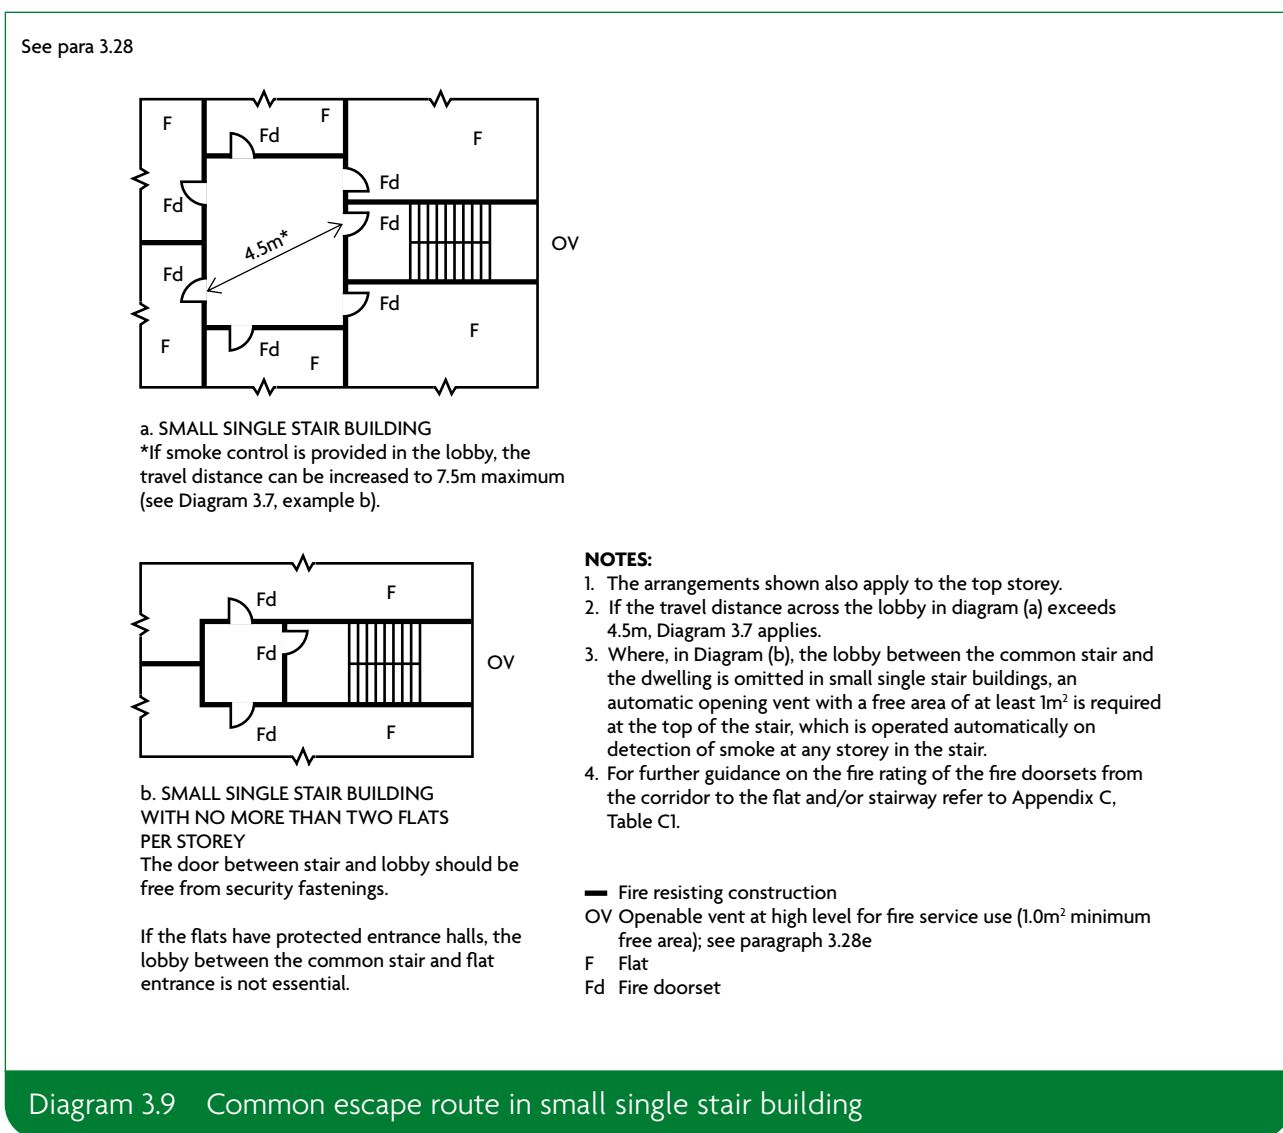 See para 3.28
F
F
F
Fd
Fd
Fd
Fd
4.5m*
OV
Fd
Fd
F
F
Fd
F
a. SMALL SINGLE STAIR BUILDING
*If smoke control is provided in the lobby, the
travel distance can be increased to 7.5m maximum
(see Diagram 3.7, example b).
Fd
F
Fd
OV
Fd
F
b. SMALL SINGLE STAIR BUILDING
WITH NO MORE THAN TWO FLATS
PER STOREY
The door between stair and lobby should be
free from security fastenings.
If the flats have protected entrance halls, the
lobby between the common stair and flat
entrance is not essential.
NOTES:
1. The arrangements shown also apply to the top storey.
2. If the travel distance across the lobby in diagram (a) exceeds
4.5m, Diagram 3.7 applies.
3. Where, in Diagram (b), the lobby between the common stair and
the dwelling is omitted in small single stair buildings, an
automatic opening vent with a free area of at least 1m² is required
at the top of the stair, which is operated automatically on
detection of smoke at any storey in the stair.
4. For further guidance on the fire rating of the fire doorsets from
the corridor to the flat and/or stairway refer to Appendix C,
Table C1.
Fire resisting construction
OV Openable vent at high level for fire service use (1.0m² minimum
free area); see paragraph 3.28e
F Flat
Fd Fire doorset
Diagram 3.9 Common escape route in small single stair building